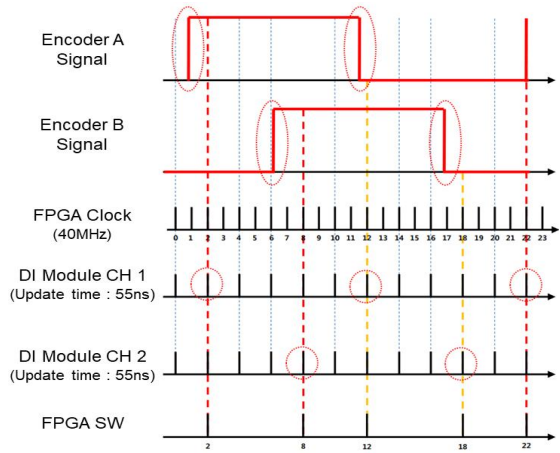 Encoder A
Signal
Encoder B
Signal
FPGA Clock
(40MHz)
0 1 2 3 4 5 6 7 8 9 10 11 12 13 14 15 16 17 18 19 20 21 22 23
DI Module CH 1
(Update time : 55ns)
DI Module CH 2
(Update time : 55ns)
FPGA SW
2 8 12 18 22